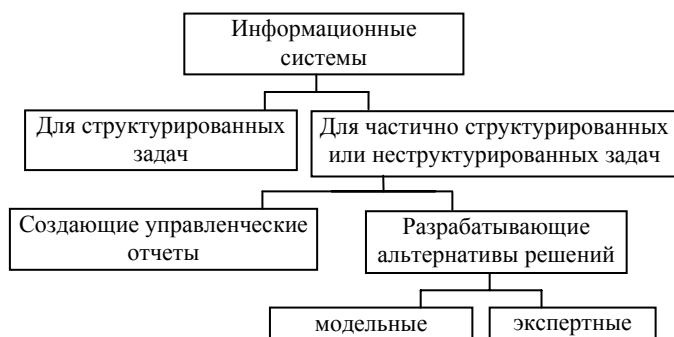 Информационные
системы
Для структурированных
задач
Для частично структурированных
или неструктурированных задач
Создающие управленческие
отчеты
Разрабатывающие
альтернативы решений
модельные
экспертные